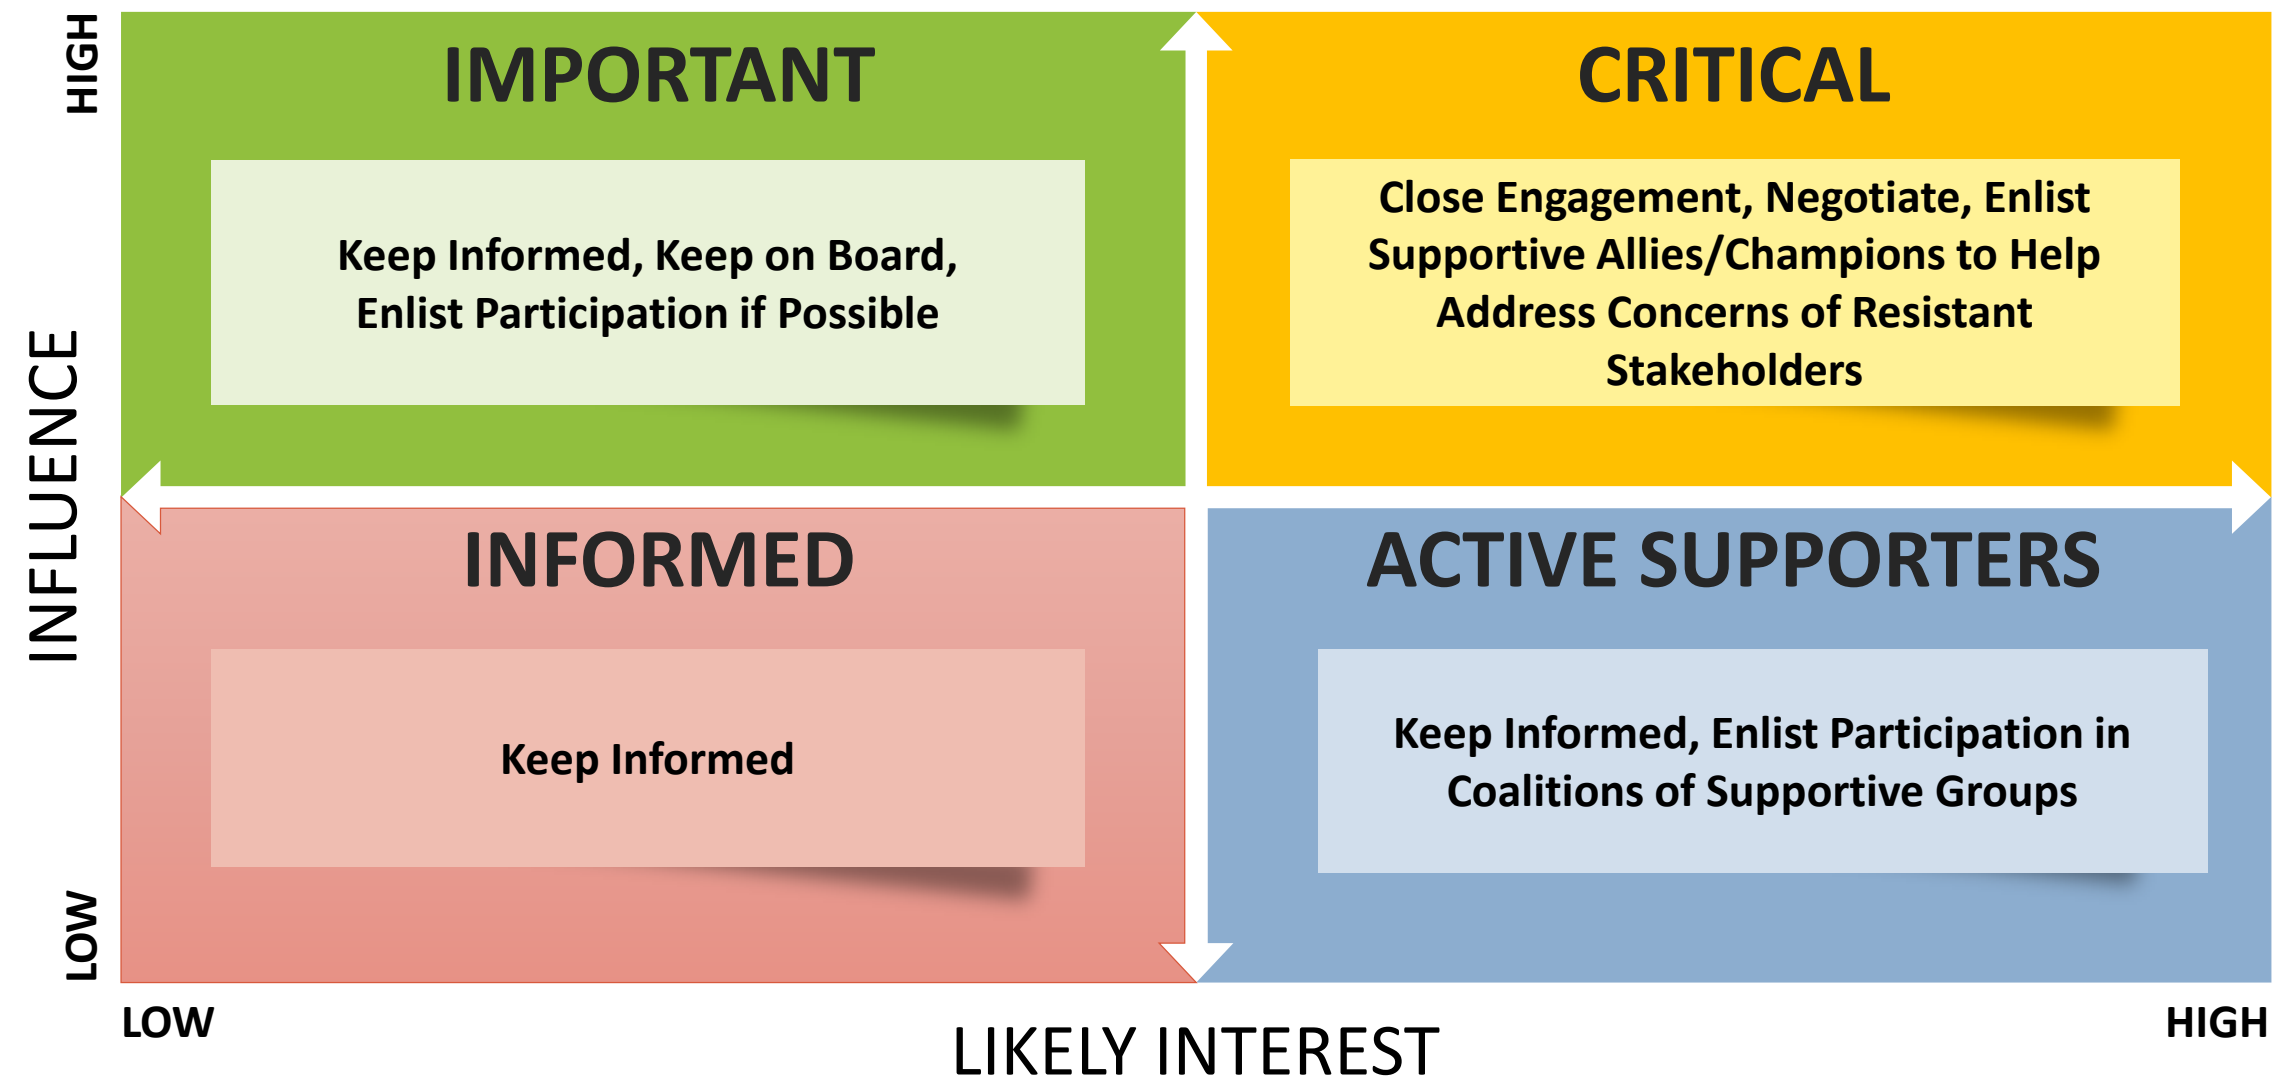 HIGH
IMPORTANT
CRITICAL
Keep Informed, Keep on Board,
Enlist Participation if Possible
Close Engagement, Negotiate, Enlist
Supportive Allies/Champions to Help
Address Concerns of Resistant
Stakeholders
INFLUENCE
INFORMED
ACTIVE SUPPORTERS
Keep Informed
Keep Informed, Enlist Participation in
Coalitions of Supportive Groups
LOW
LOW
HIGH
LIKELY INTEREST